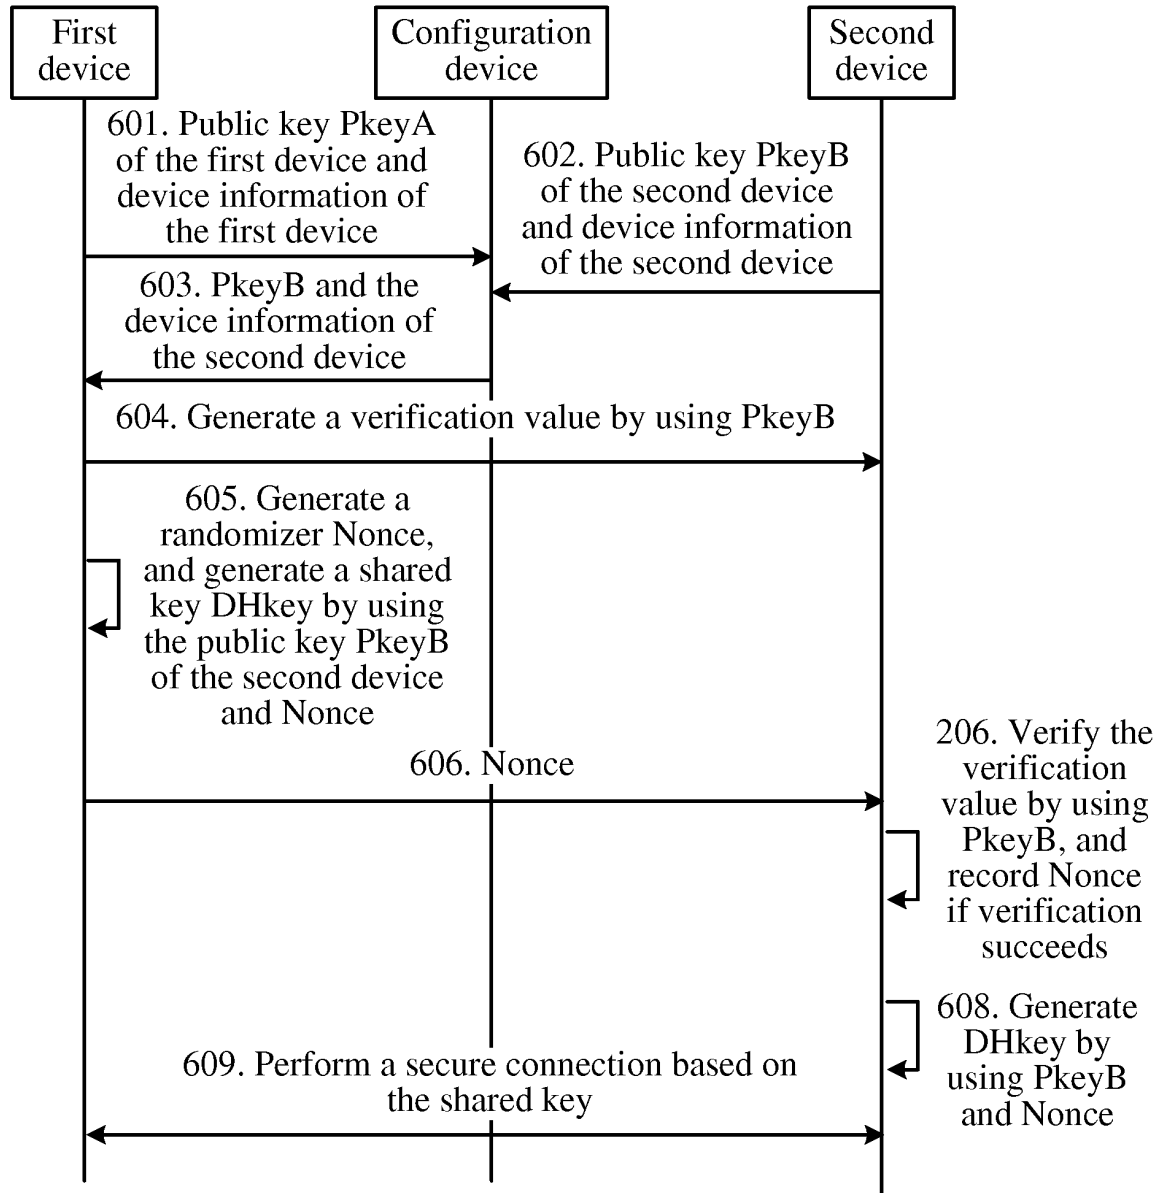 First
device
Configuration
device
Second
device
601. Public key PkeyA
of the first device and
device information of
the first device
602. Public key PkeyB
of the second device
and device information
of the second device
603. PkeyB and the
device information of
the second device
604. Generate a verification value by using PkeyB
605. Generate a
randomizer Nonce,
and generate a shared
key DHkey by using
the public key PkeyB
of the second device
and Nonce
606. Nonce
206. Verify the
verification
value by using
PkeyB, and
record Nonce
if verification
succeeds
608. Generate
DHkey by
using PkeyB
and Nonce
609. Perform a secure connection based on
the shared key